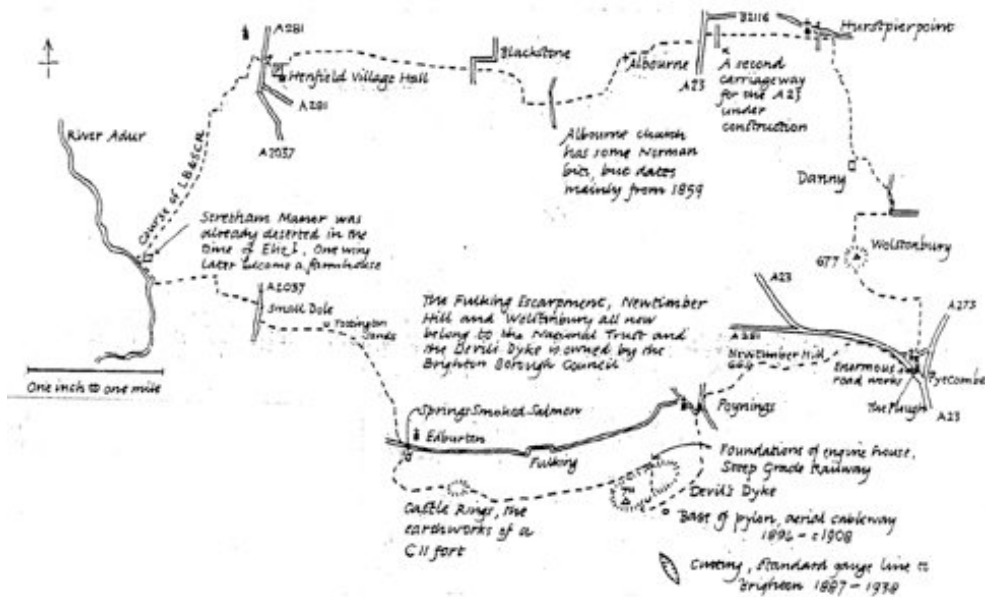 A281
B2116
Hurstpierpoint
Henfield Village Hall
Blackstone
Albourne
A23
A second
carriageway
for the A23
under
construction
A281
A2037
River Adur
Course of LB&SCR
Albourne church
has some Norman
bits, but dates
mainly from 1859
Danny
Stretham Manor was
already deserted in the
time of Eliz I. One wing
later became a farmhouse
Wolstonbury
677
A2037
Small Dole
Tottington
Sands
The Fulking Escarpment, Newtimber
Hill and Wolstonbury all now
belong to the National Trust and
the Devil's Dyke is owned by the
Brighton Borough Council
A23
A273
A281
Newtimber Hill
Enormous
road works
Pyecombe
The Plough
A23
One inch to one mile
Springs Smoked Salmon
Edburton
Fulking
Poynings
Foundations of engine house,
Steep Grade Railway
Devil's Dyke
Base of pylon, aerial cableway
Castle Rings, the
earthworks of a
C11 fort
Cutting, Standard gauge line to
Brighton 1887 - 1938